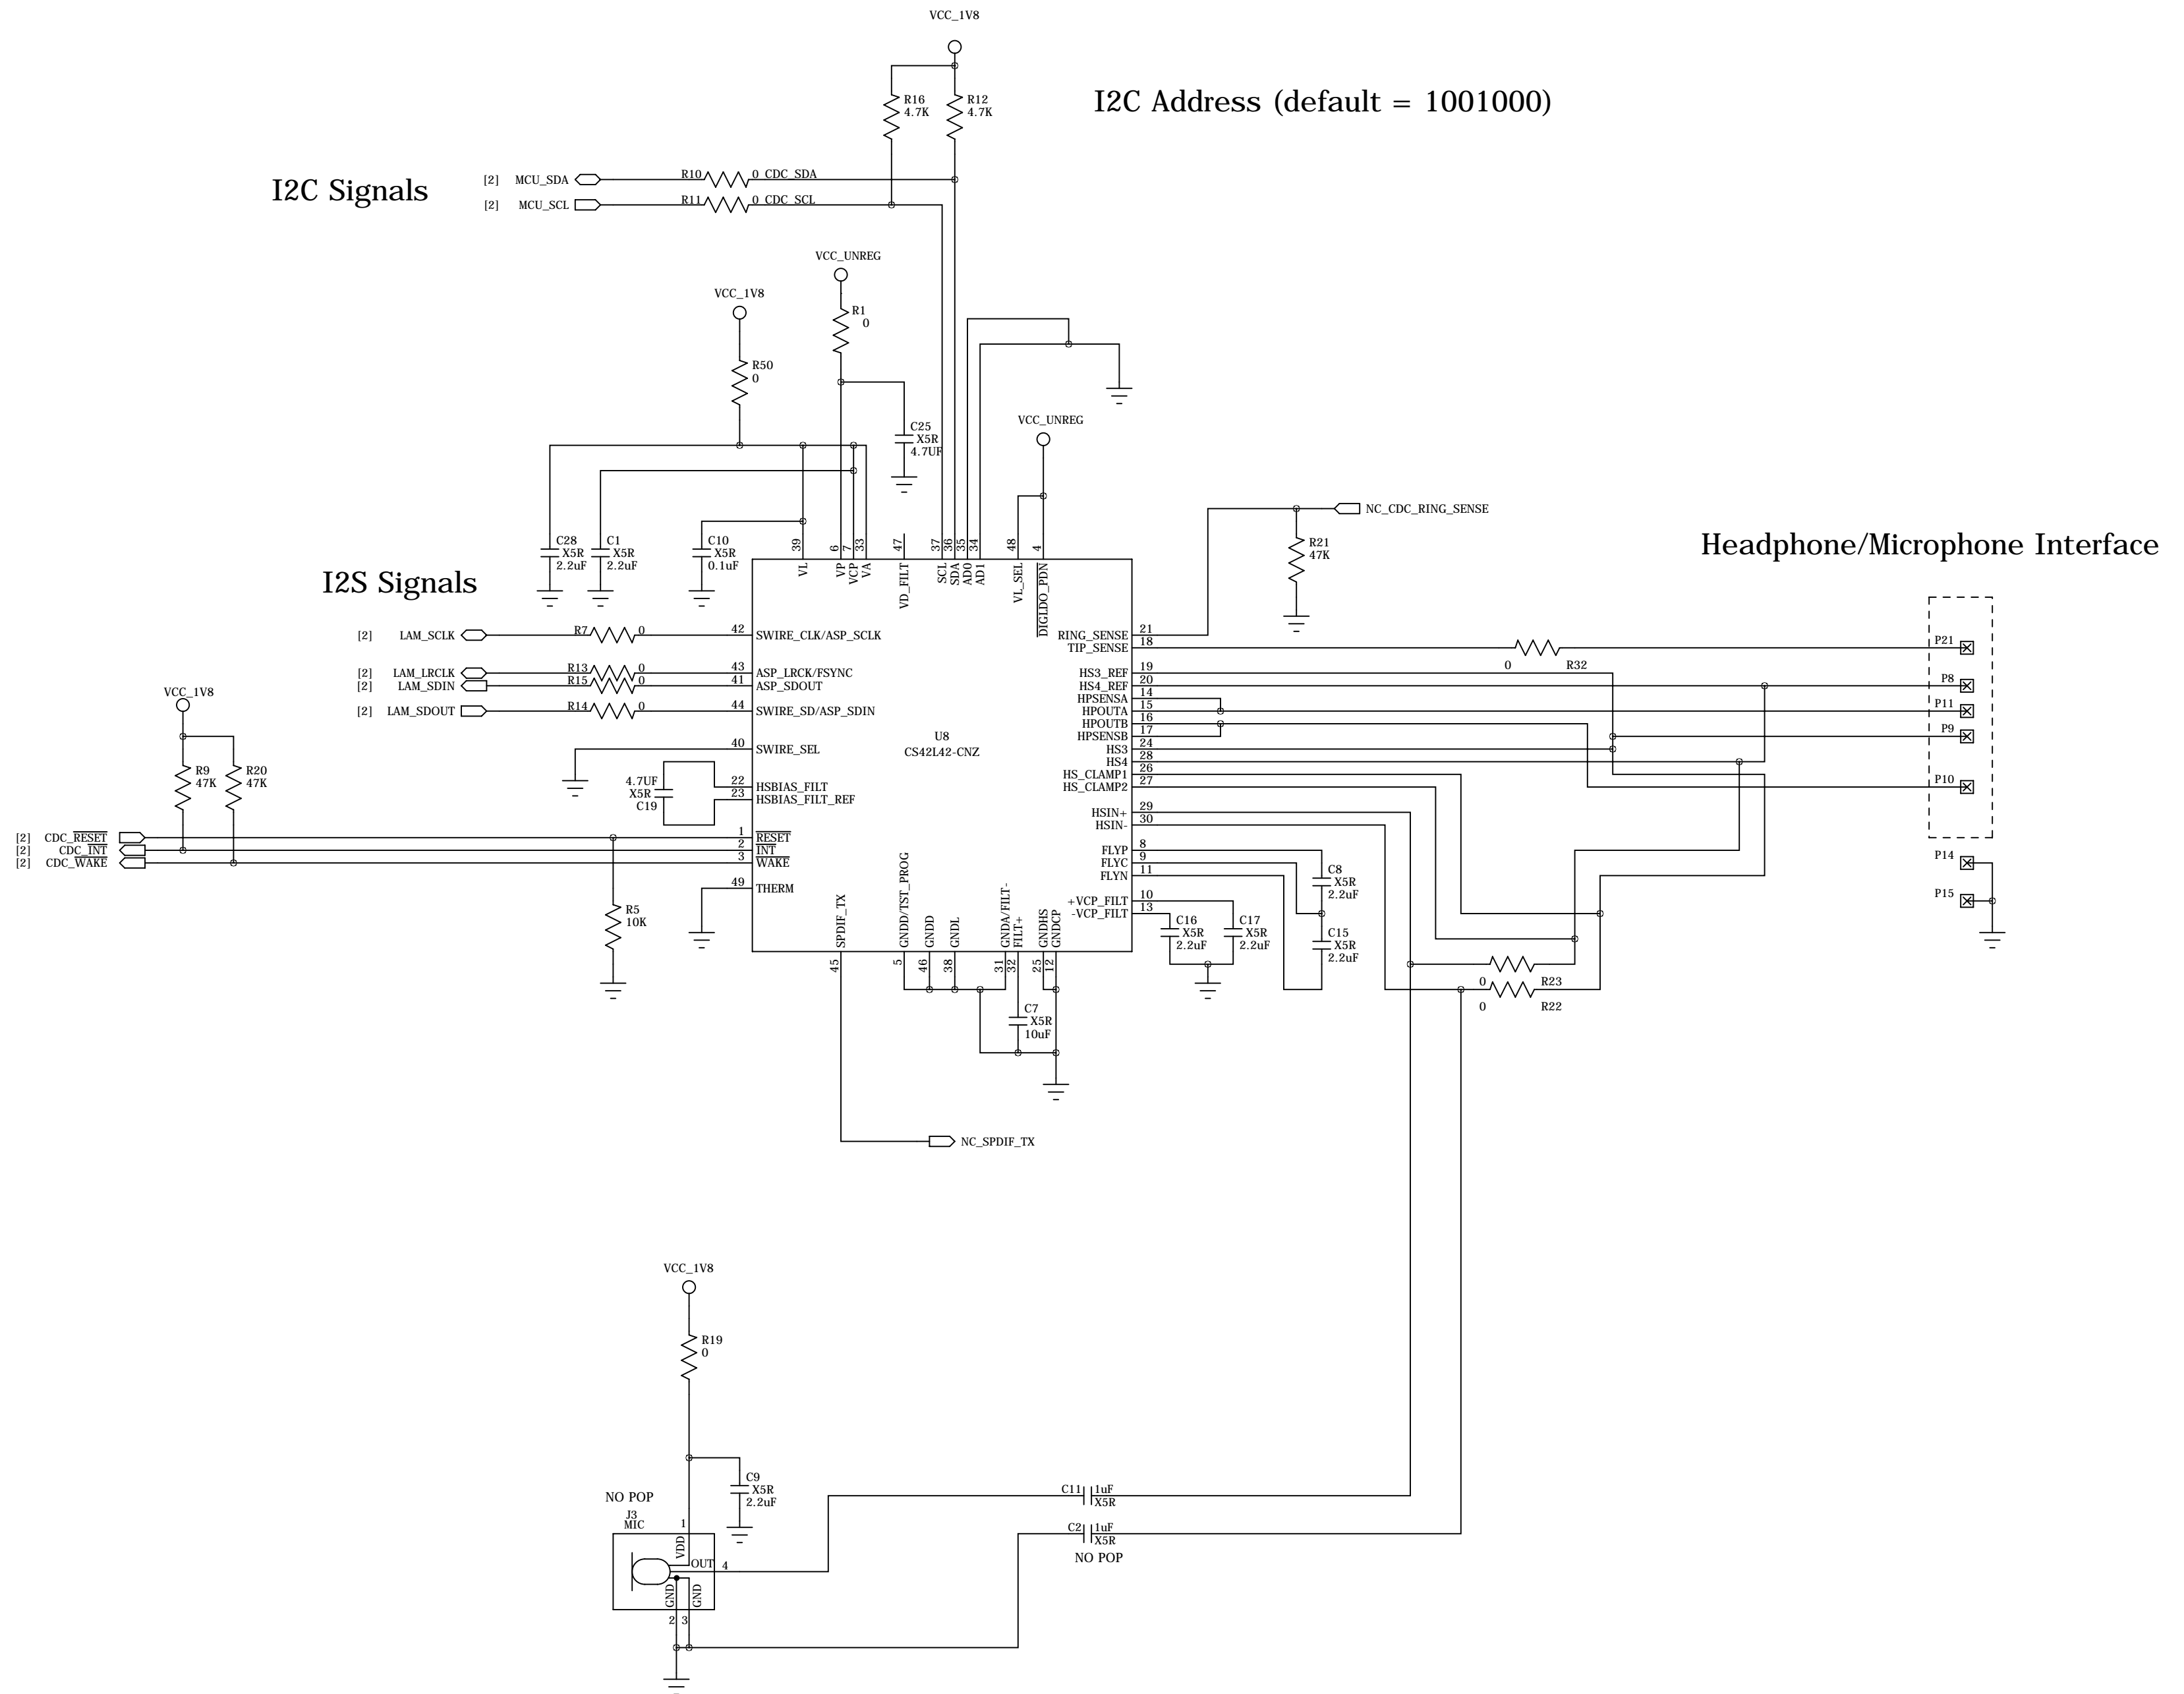 VCC_1V8
R16
4.7K
R12
4.7K
I2C Address (default = 1001000)
I2C Signals
[2] MCU_SDA
R10
0 CDC_SDA
[2] MCU_SCL
R11
0 CDC_SCL
VCC_UNREG
VCC_1V8
R1
0
R50
0
C25
X5R
4.7UF
VCC_UNREG
NC_CDC_RING_SENSE
R21
47K
Headphone/Microphone Interface
C28
X5R
2.2uF
C1
X5R
2.2uF
C10
X5R
0.1uF
39
6
7
33
47
37
36
35
34
48
4
VL
VP
VCP
VA
VD_FILT
SCL
SDA
AD0
AD1
VL_SEL
DIGLDO_PDN
I2S Signals
[2] LAM_SCLK
R7
0
42
SWIRE_CLK/ASP_SCLK
[2] LAM_LRCLK
R13
0
43
ASP_LRCK/FSYNC
[2] LAM_SDIN
R15
0
41
ASP_SDOUT
[2] LAM_SDOUT
R14
0
44
SWIRE_SD/ASP_SDIN
40
SWIRE_SEL
U8
CS42L42-CNZ
4.7UF
X5R
C19
22
HSBIAS_FILT
23
HSBIAS_FILT_REF
VCC_1V8
R9
47K
R20
47K
[2] CDC_RESET
1
RESET
[2] CDC_INT
2
INT
[2] CDC_WAKE
3
WAKE
49
THERM
R5
10K
RING_SENSE
21
TIP_SENSE
18
HS3_REF
19
HS4_REF
20
HPSENSA
14
HPOUTA
15
HPOUTB
16
HPSENSB
17
HS3
24
HS4
28
HS_CLAMP1
26
HS_CLAMP2
27
HSIN+
29
HSIN-
30
FLYP
8
FLYC
9
FLYN
11
+VCP_FILT
10
-VCP_FILT
13
0
R32
P21
P8
P11
P9
P10
P14
P15
C8
X5R
2.2uF
C16
X5R
2.2uF
C17
X5R
2.2uF
C15
X5R
2.2uF
0
R23
0
R22
SPDIF_TX
GNDD/TST_PROG
GNDD
GNDL
GNDA/FILT-
FILT+
GNDHS
GNDCP
45
5
46
38
31
32
25
12
C7
X5R
10uF
NC_SPDIF_TX
VCC_1V8
R19
0
C9
X5R
2.2uF
NO POP
J3
MIC
1
VDD
OUT
4
GND
GND
2
3
C11
1uF
X5R
C2
1uF
X5R
NO POP